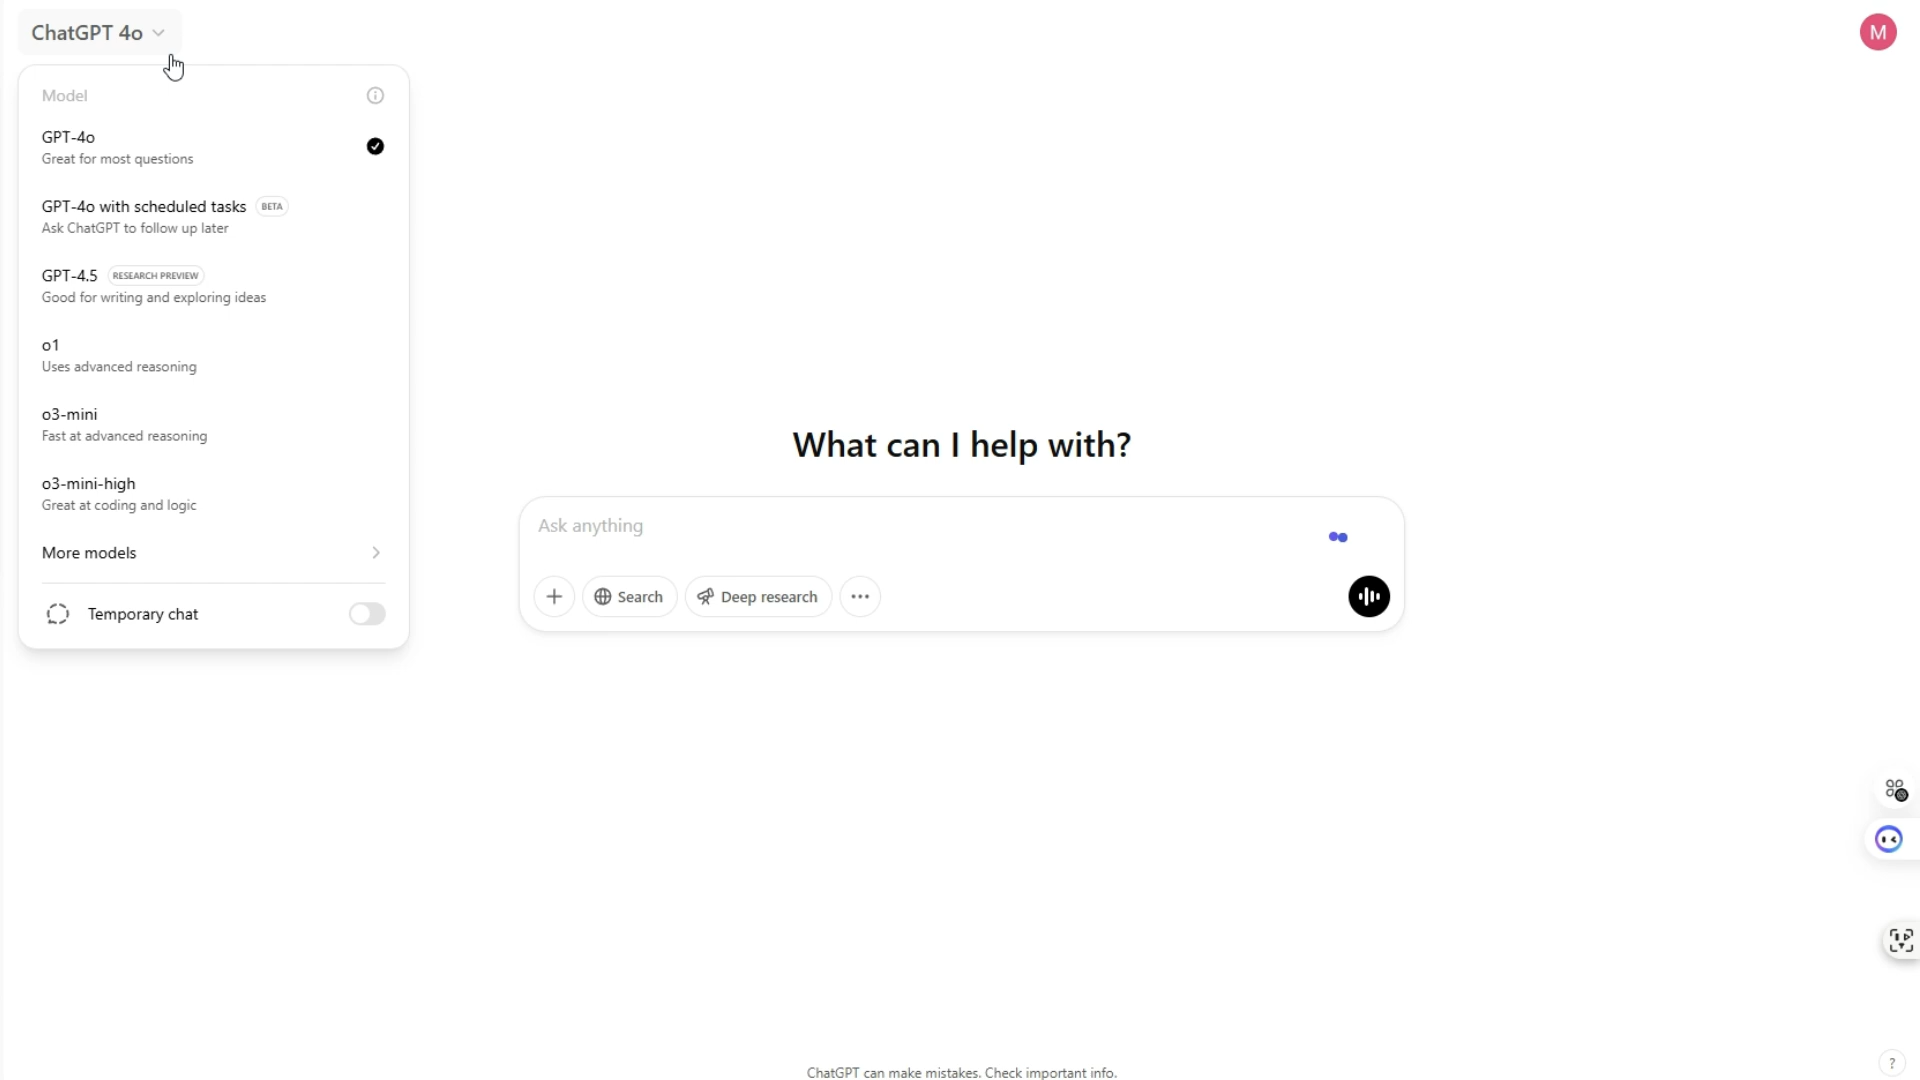 ChatGPT 4o
M
Model
GPT-4o
Great for most questions
GPT-4o with scheduled tasks BETA
Ask ChatGPT to follow up later
GPT-4.5 RESEARCH PREVIEW
Good for writing and exploring ideas
o1
Uses advanced reasoning
o3-mini
Fast at advanced reasoning
o3-mini-high
Great at coding and logic
More models
Temporary chat
What can I help with?
Ask anything
Search Deep research
ChatGPT can make mistakes. Check important info.
?